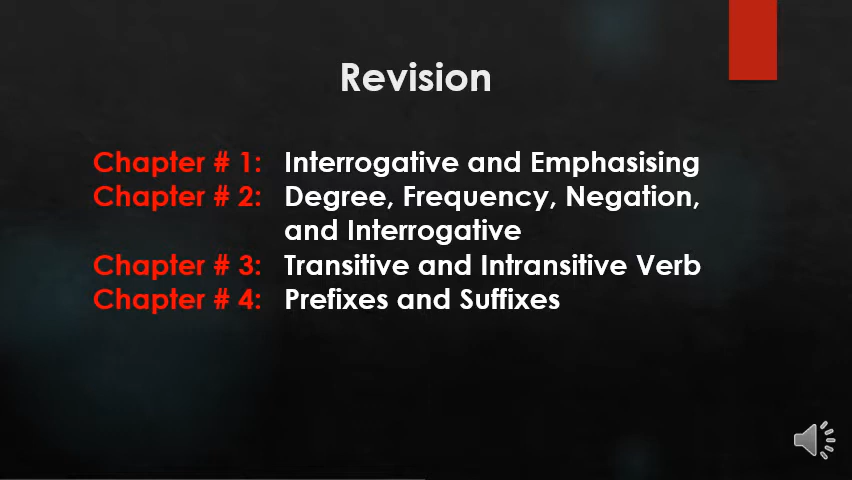 Revision
Chapter # 1: Interrogative and Emphasising
Chapter # 2: Degree, Frequency, Negation,
and Interrogative
Chapter # 3: Transitive and Intransitive Verb
Chapter # 4: Prefixes and Suffixes